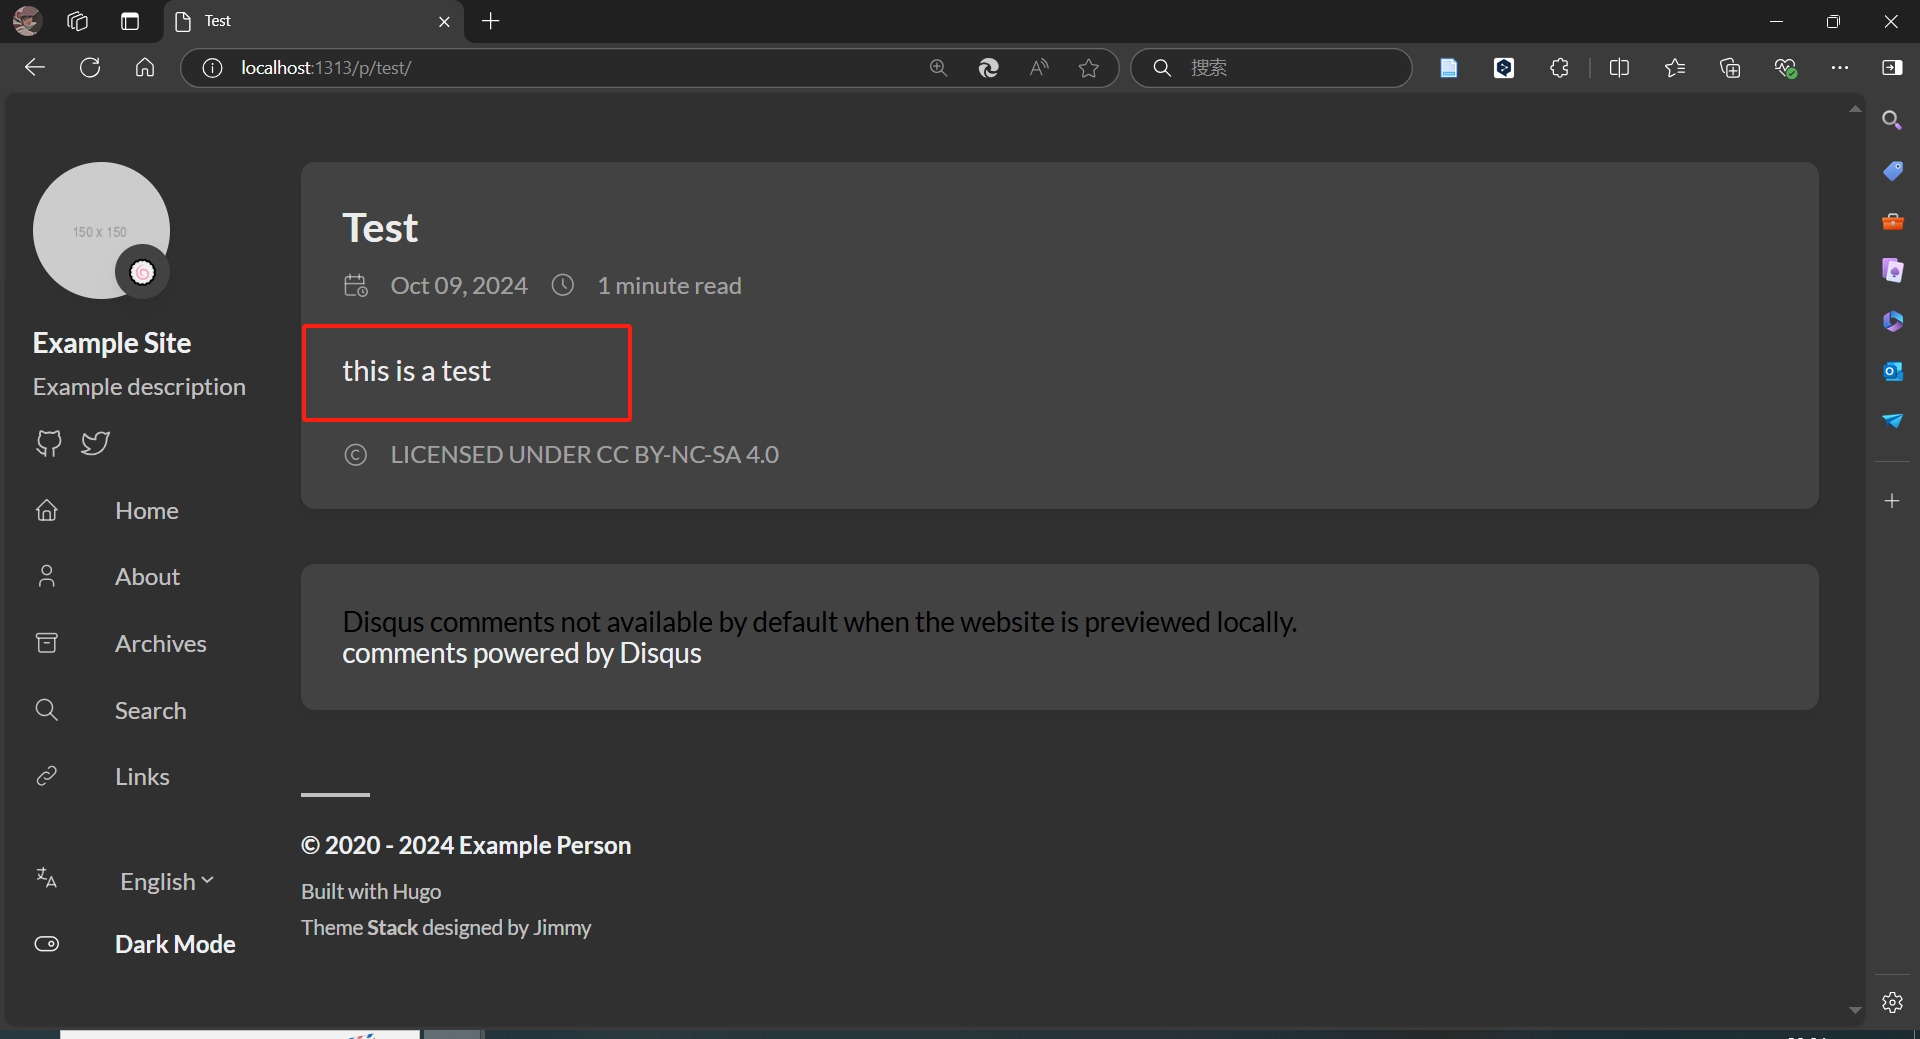 Test
localhost:1313/p/test/
搜索
150 x 150
Example Site
Example description
Home
About
Archives
Search
Links
English
Dark Mode
Test
Oct 09, 2024 1 minute read
this is a test
LICENSED UNDER CC BY-NC-SA 4.0
Disqus comments not available by default when the website is previewed locally.
comments powered by Disqus
© 2020 - 2024 Example Person
Built with Hugo
Theme Stack designed by Jimmy